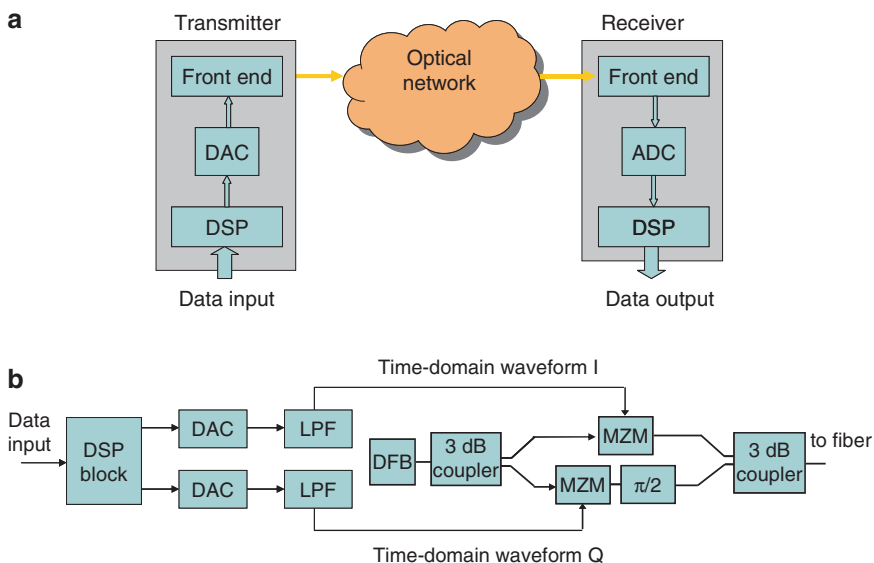 a
Transmitter
Receiver
Front end
DAC
DSP
Data input
Optical
network
Front end
ADC
DSP
Data output
b
Time-domain waveform I
Data
input
DSP
block
DAC
LPF
DAC
LPF
DFB
3 dB
coupler
MZM
MZM
π/2
3 dB
coupler
to fiber
Time-domain waveform Q